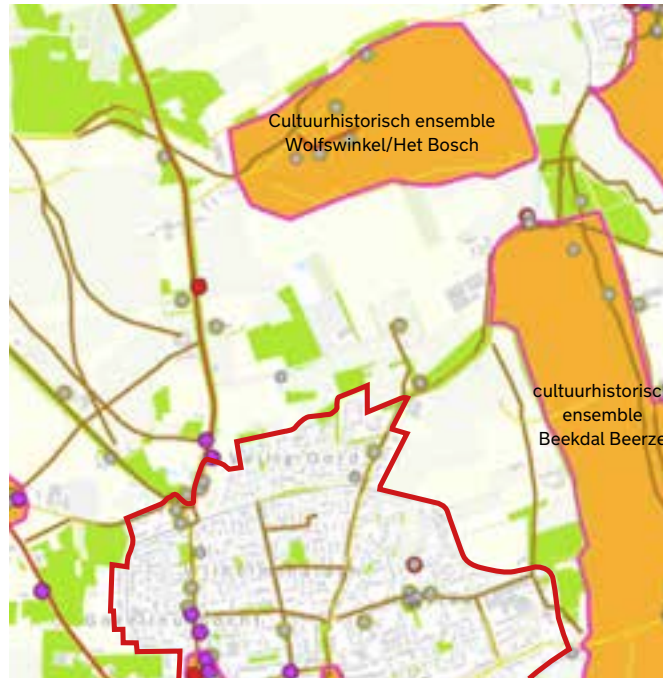 Cultuurhistorisch ensemble
Wolfswinkel/Het Bosch
cultuurhistorisch
ensemble
Beekdal Beerze